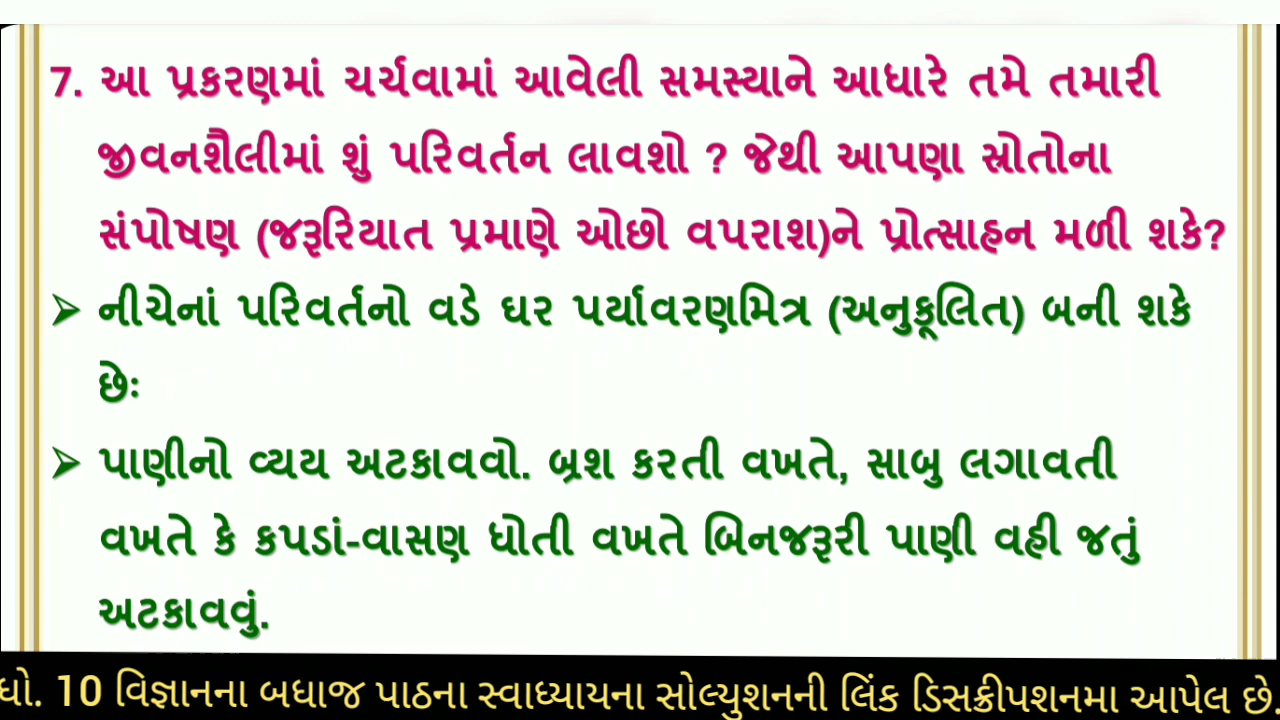 7. આ પ્રકરણમાં ચર્ચવામાં આવેલી સમસ્યાને આધારે તમે તમારી
જીવનશૈલીમાં શું પરિવર્તન લાવશો ? જેથી આપણા સ્રોતોના
સંપોષણ (જરૂરિયાત પ્રમાણે ઓછો વપરાશ)ને પ્રોત્સાહન મળી શકે?
➢ નીચેનાં પરિવર્તનો વડે ઘર પર્યાવરણમિત્ર (અનુકૂલિત) બની શકે
છેઃ
➢ પાણીનો વ્યય અટકાવવો. બ્રશ કરતી વખતે, સાબુ લગાવતી
વખતે કે કપડાં-વાસણ ધોતી વખતે બિનજરૂરી પાણી વહી જતું
અટકાવવું.
ધો. 10 વિજ્ઞાનના બધાજ પાઠના સ્વાધ્યાયના સોલ્યુશનની લિંક ડિસક્રીપશનમા આપેલ છે.